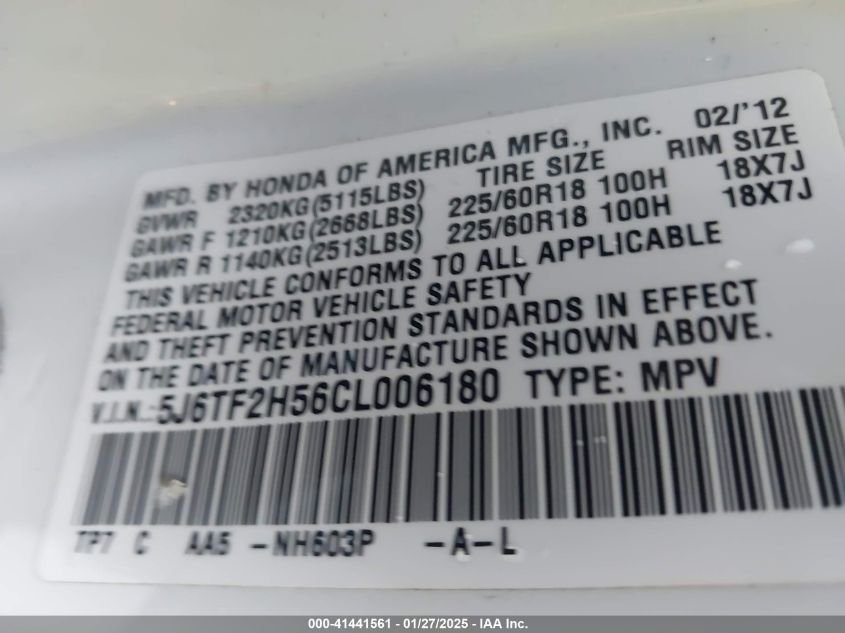 MFD. BY HONDA OF AMERICA MFG., INC. 02/'12
TIRE SIZE RIM SIZE
GVWR 2320KG(5115LBS)
GAWR F 1210KG(2668LBS) 225/60R18 100H 18X7J
GAWR R 1140KG(2513LBS) 225/60R18 100H 18X7J
THIS VEHICLE CONFORMS TO ALL APPLICABLE
FEDERAL MOTOR VEHICLE SAFETY
AND THEFT PREVENTION STANDARDS IN EFFECT
ON THE DATE OF MANUFACTURE SHOWN ABOVE.
V.I.N.: 5J6TF2H56CL006180 TYPE: MPV
TP7 C AA5 -NH603P -A-L
000-41441561 - 01/27/2025 - IAA Inc.